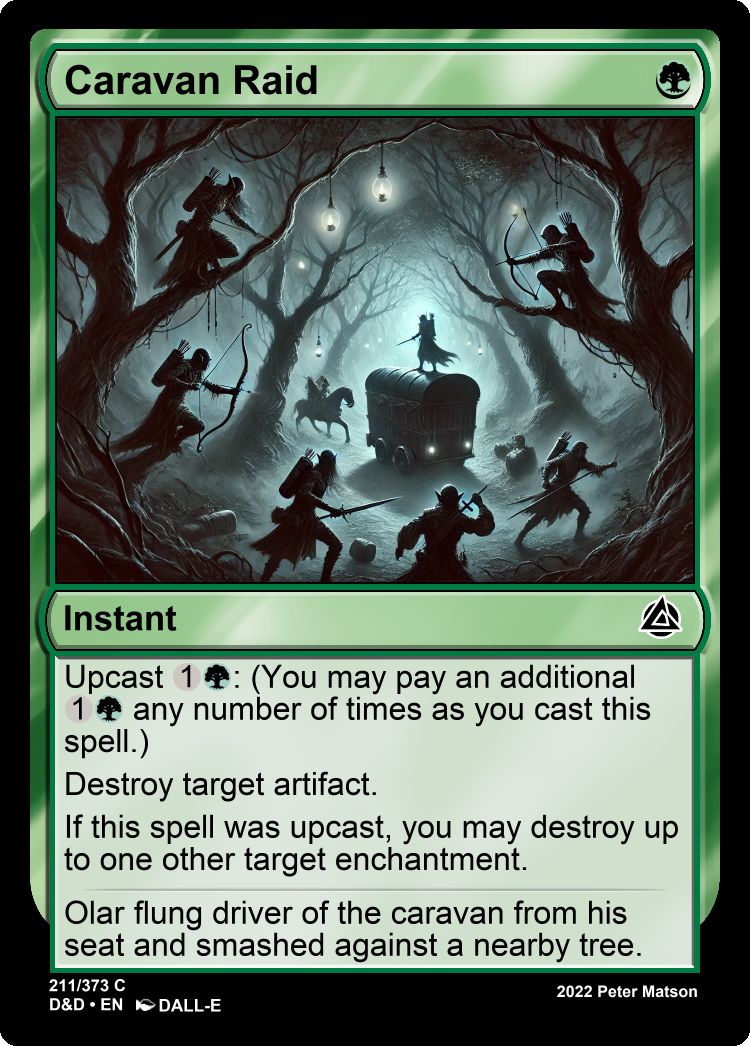 Caravan Raid
Instant
Upcast 1 : (You may pay an additional
1 any number of times as you cast this
spell.)
Destroy target artifact.
If this spell was upcast, you may destroy up
to one other target enchantment.
Olar flung driver of the caravan from his
seat and smashed against a nearby tree.
211/373 C
D&D • EN DALL-E
2022 Peter Matson